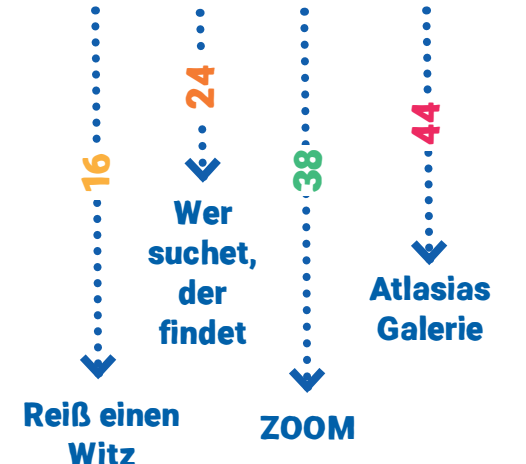 16
Reiß einen
Witz
24
Wer
suchet,
der
findet
38
ZOOM
44
Atlasias
Galerie